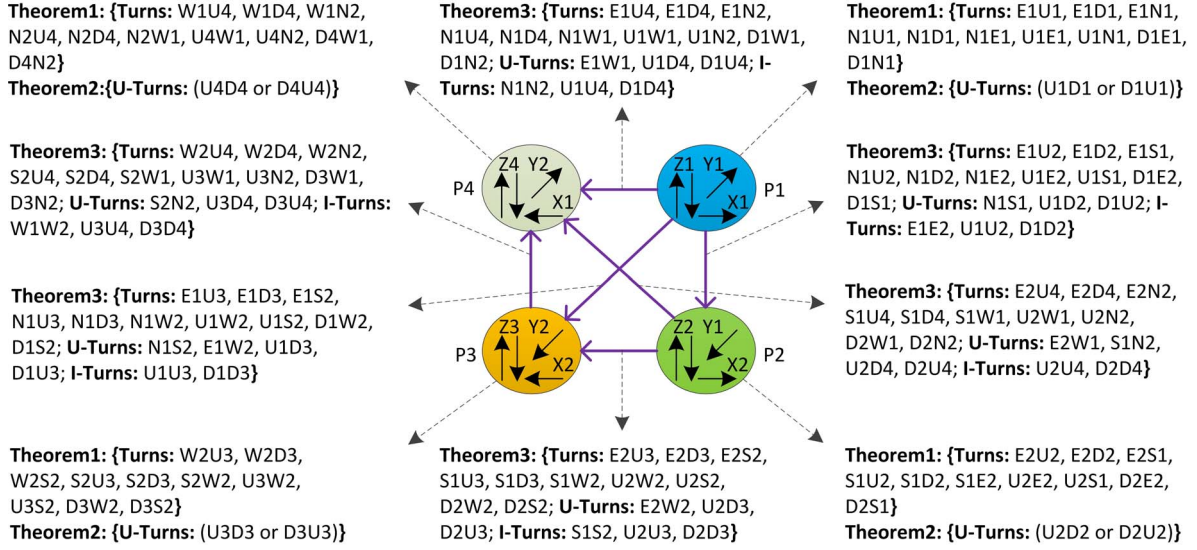 Theorem1: {Turns: W1U4, W1D4, W1N2,
N2U4, N2D4, N2W1, U4W1, U4N2, D4W1,
D4N2}
Theorem2:{U-Turns: (U4D4 or D4U4)}
Theorem3: {Turns: E1U4, E1D4, E1N2,
N1U4, N1D4, N1W1, U1W1, U1N2, D1W1,
D1N2; U-Turns: E1W1, U1D4, D1U4; I-
Turns: N1N2, U1U4, D1D4}
Theorem1: {Turns: E1U1, E1D1, E1N1,
N1U1, N1D1, N1E1, U1E1, U1N1, D1E1,
D1N1}
Theorem2: {U-Turns: (U1D1 or D1U1)}
Theorem3: {Turns: W2U4, W2D4, W2N2,
S2U4, S2D4, S2W1, U3W1, U3N2, D3W1,
D3N2; U-Turns: S2N2, U3D4, D3U4; I-Turns:
W1W2, U3U4, D3D4}
P4
Z4 Y2
X1
Z1 Y1
X1
P1
Theorem3: {Turns: E1U2, E1D2, E1S1,
N1U2, N1D2, N1E2, U1E2, U1S1, D1E2,
D1S1; U-Turns: N1S1, U1D2, D1U2; I-
Turns: E1E2, U1U2, D1D2}
Theorem3: {Turns: E1U3, E1D3, E1S2,
N1U3, N1D3, N1W2, U1W2, U1S2, D1W2,
D1S2; U-Turns: N1S2, E1W2, U1D3,
D1U3; I-Turns: U1U3, D1D3}
P3
Z3 Y2
X2
Z2 Y1
X2
P2
Theorem3: {Turns: E2U4, E2D4, E2N2,
S1U4, S1D4, S1W1, U2W1, U2N2,
D2W1, D2N2; U-Turns: E2W1, S1N2,
U2D4, D2U4; I-Turns: U2U4, D2D4}
Theorem1: {Turns: W2U3, W2D3,
W2S2, S2U3, S2D3, S2W2, U3W2,
U3S2, D3W2, D3S2}
Theorem2: {U-Turns: (U3D3 or D3U3)}
Theorem3: {Turns: E2U3, E2D3, E2S2,
S1U3, S1D3, S1W2, U2W2, U2S2,
D2W2, D2S2; U-Turns: E2W2, U2D3,
D2U3; I-Turns: S1S2, U2U3, D2D3}
Theorem1: {Turns: E2U2, E2D2, E2S1,
S1U2, S1D2, S1E2, U2E2, U2S1, D2E2,
D2S1}
Theorem2: {U-Turns: (U2D2 or D2U2)}